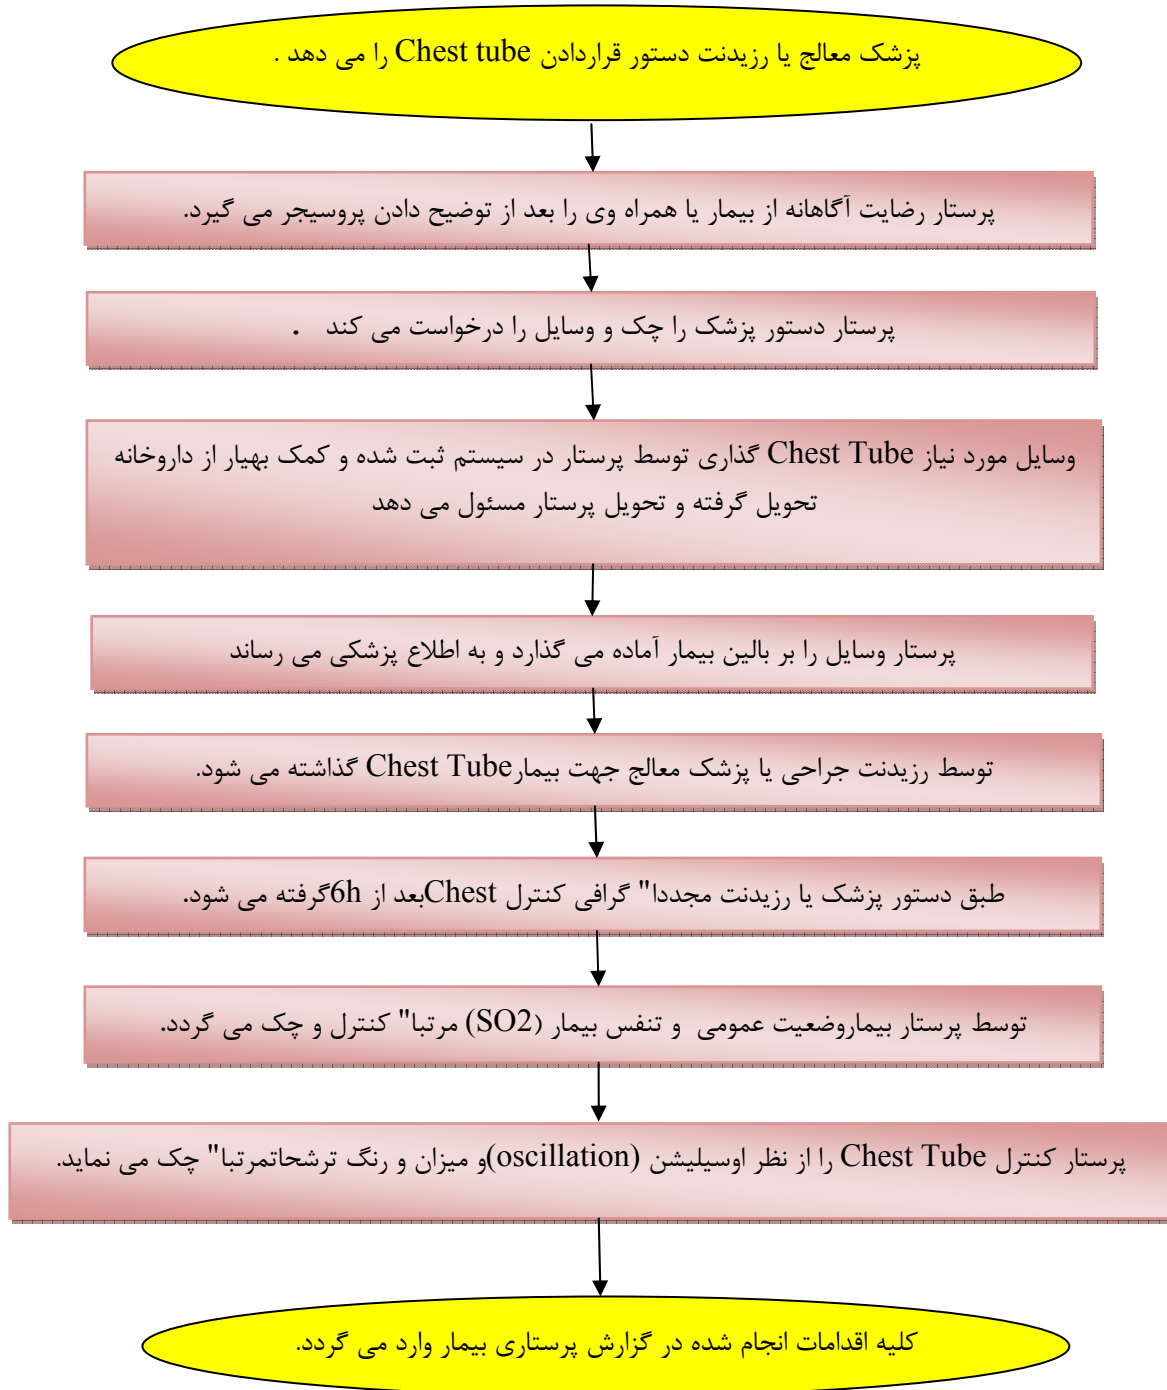 پزشک معالج یا رزیدنت دستور قراردادن Chest tube را می دهد .
پرستار رضایت آگاهانه از بیمار یا همراه وی را بعد از توضیح دادن پروسیجر می گیرد.
پرستار دستور پزشک را چک و وسایل را درخواست می کند .
وسایل مورد نیاز Chest Tube گذاری توسط پرستار در سیستم ثبت شده و کمک بهیار از داروخانه
تحویل گرفته و تحویل پرستار مسئول می دهد
پرستار وسایل را بر بالین بیمار آماده می گذارد و به اطلاع پزشکی می رساند
توسط رزیدنت جراحی یا پزشک معالج جهت بیمارChest Tube گذاشته می شود.
طبق دستور پزشک یا رزیدنت مجددا" گرافی کنترل Chestبعد از 6hگرفته می شود.
توسط پرستار بیماروضعیت عمومی و تنفس بیمار (SO2) مرتبا" کنترل و چک می گردد.
پرستار کنترل Chest Tube را از نظر اوسیلیشن (oscillation)و میزان و رنگ ترشحاتمرتبا" چک می نماید.
کلیه اقدامات انجام شده در گزارش پرستاری بیمار وارد می گردد.